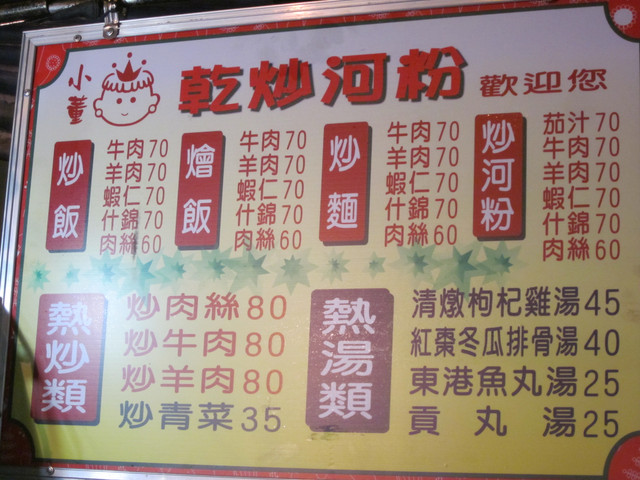 小董 乾炒河粉 歡迎您
炒飯
牛肉70
羊肉70
蝦仁70
什錦70
肉絲60
燴飯
牛肉70
羊肉70
蝦仁70
什錦70
肉絲60
炒麵
牛肉70
羊肉70
蝦仁70
什錦70
肉絲60
炒河粉
茄汁70
牛肉70
羊肉70
蝦仁70
什錦70
肉絲60
熱炒類
炒肉絲80
炒牛肉80
炒羊肉80
炒青菜35
熱湯類
清燉枸杞雞湯45
紅棗冬瓜排骨湯40
東港魚丸湯25
貢丸湯25